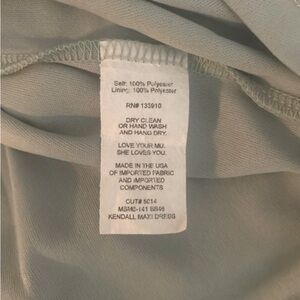 Self: 100% Polyester
Lining: 100% Polyester
RN# 133910
DRY CLEAN
OR HAND WASH
AND HANG DRY.
LOVE YOUR MU.
SHE LOVES YOU.
MADE IN THE USA
OF IMPORTED FABRIC
AND IMPORTED
COMPONENTS
CUT# 5014
KENDALL MAXI DRESS